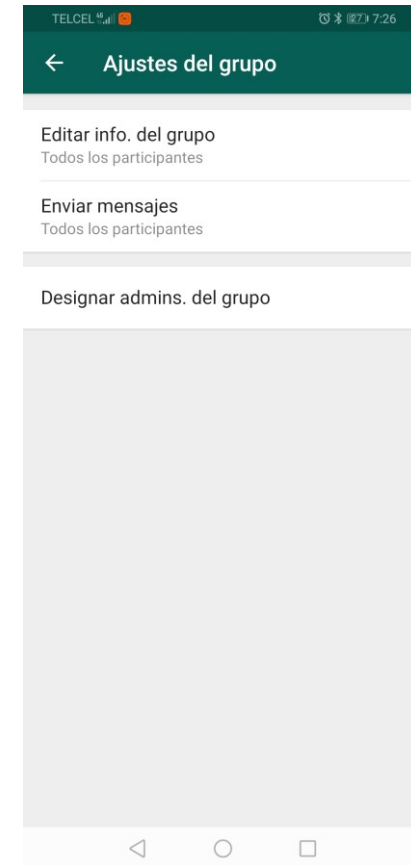 TELCEL 7:26
Ajustes del grupo
Editar info. del grupo
Todos los participantes
Enviar mensajes
Todos los participantes
Designar admins. del grupo